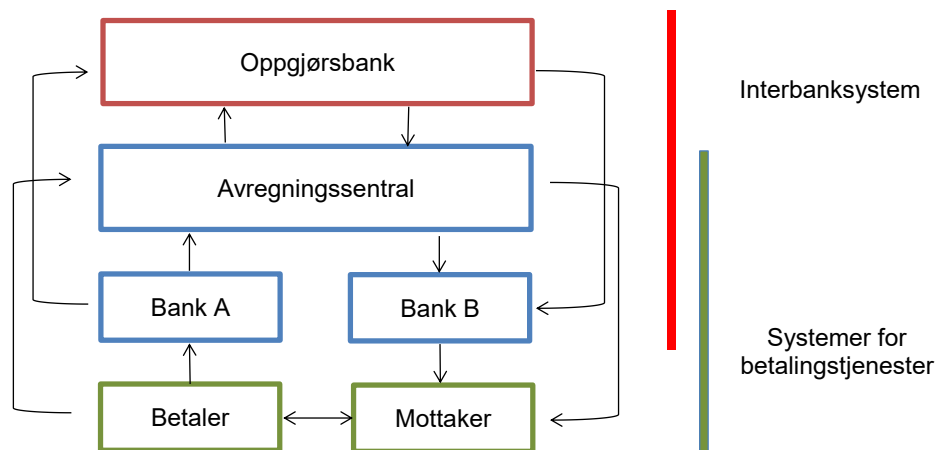 Oppgjørsbank
Interbanksystem
Avregningssentral
Bank A
Bank B
Systemer for
betalingstjenester
Betaler
Mottaker